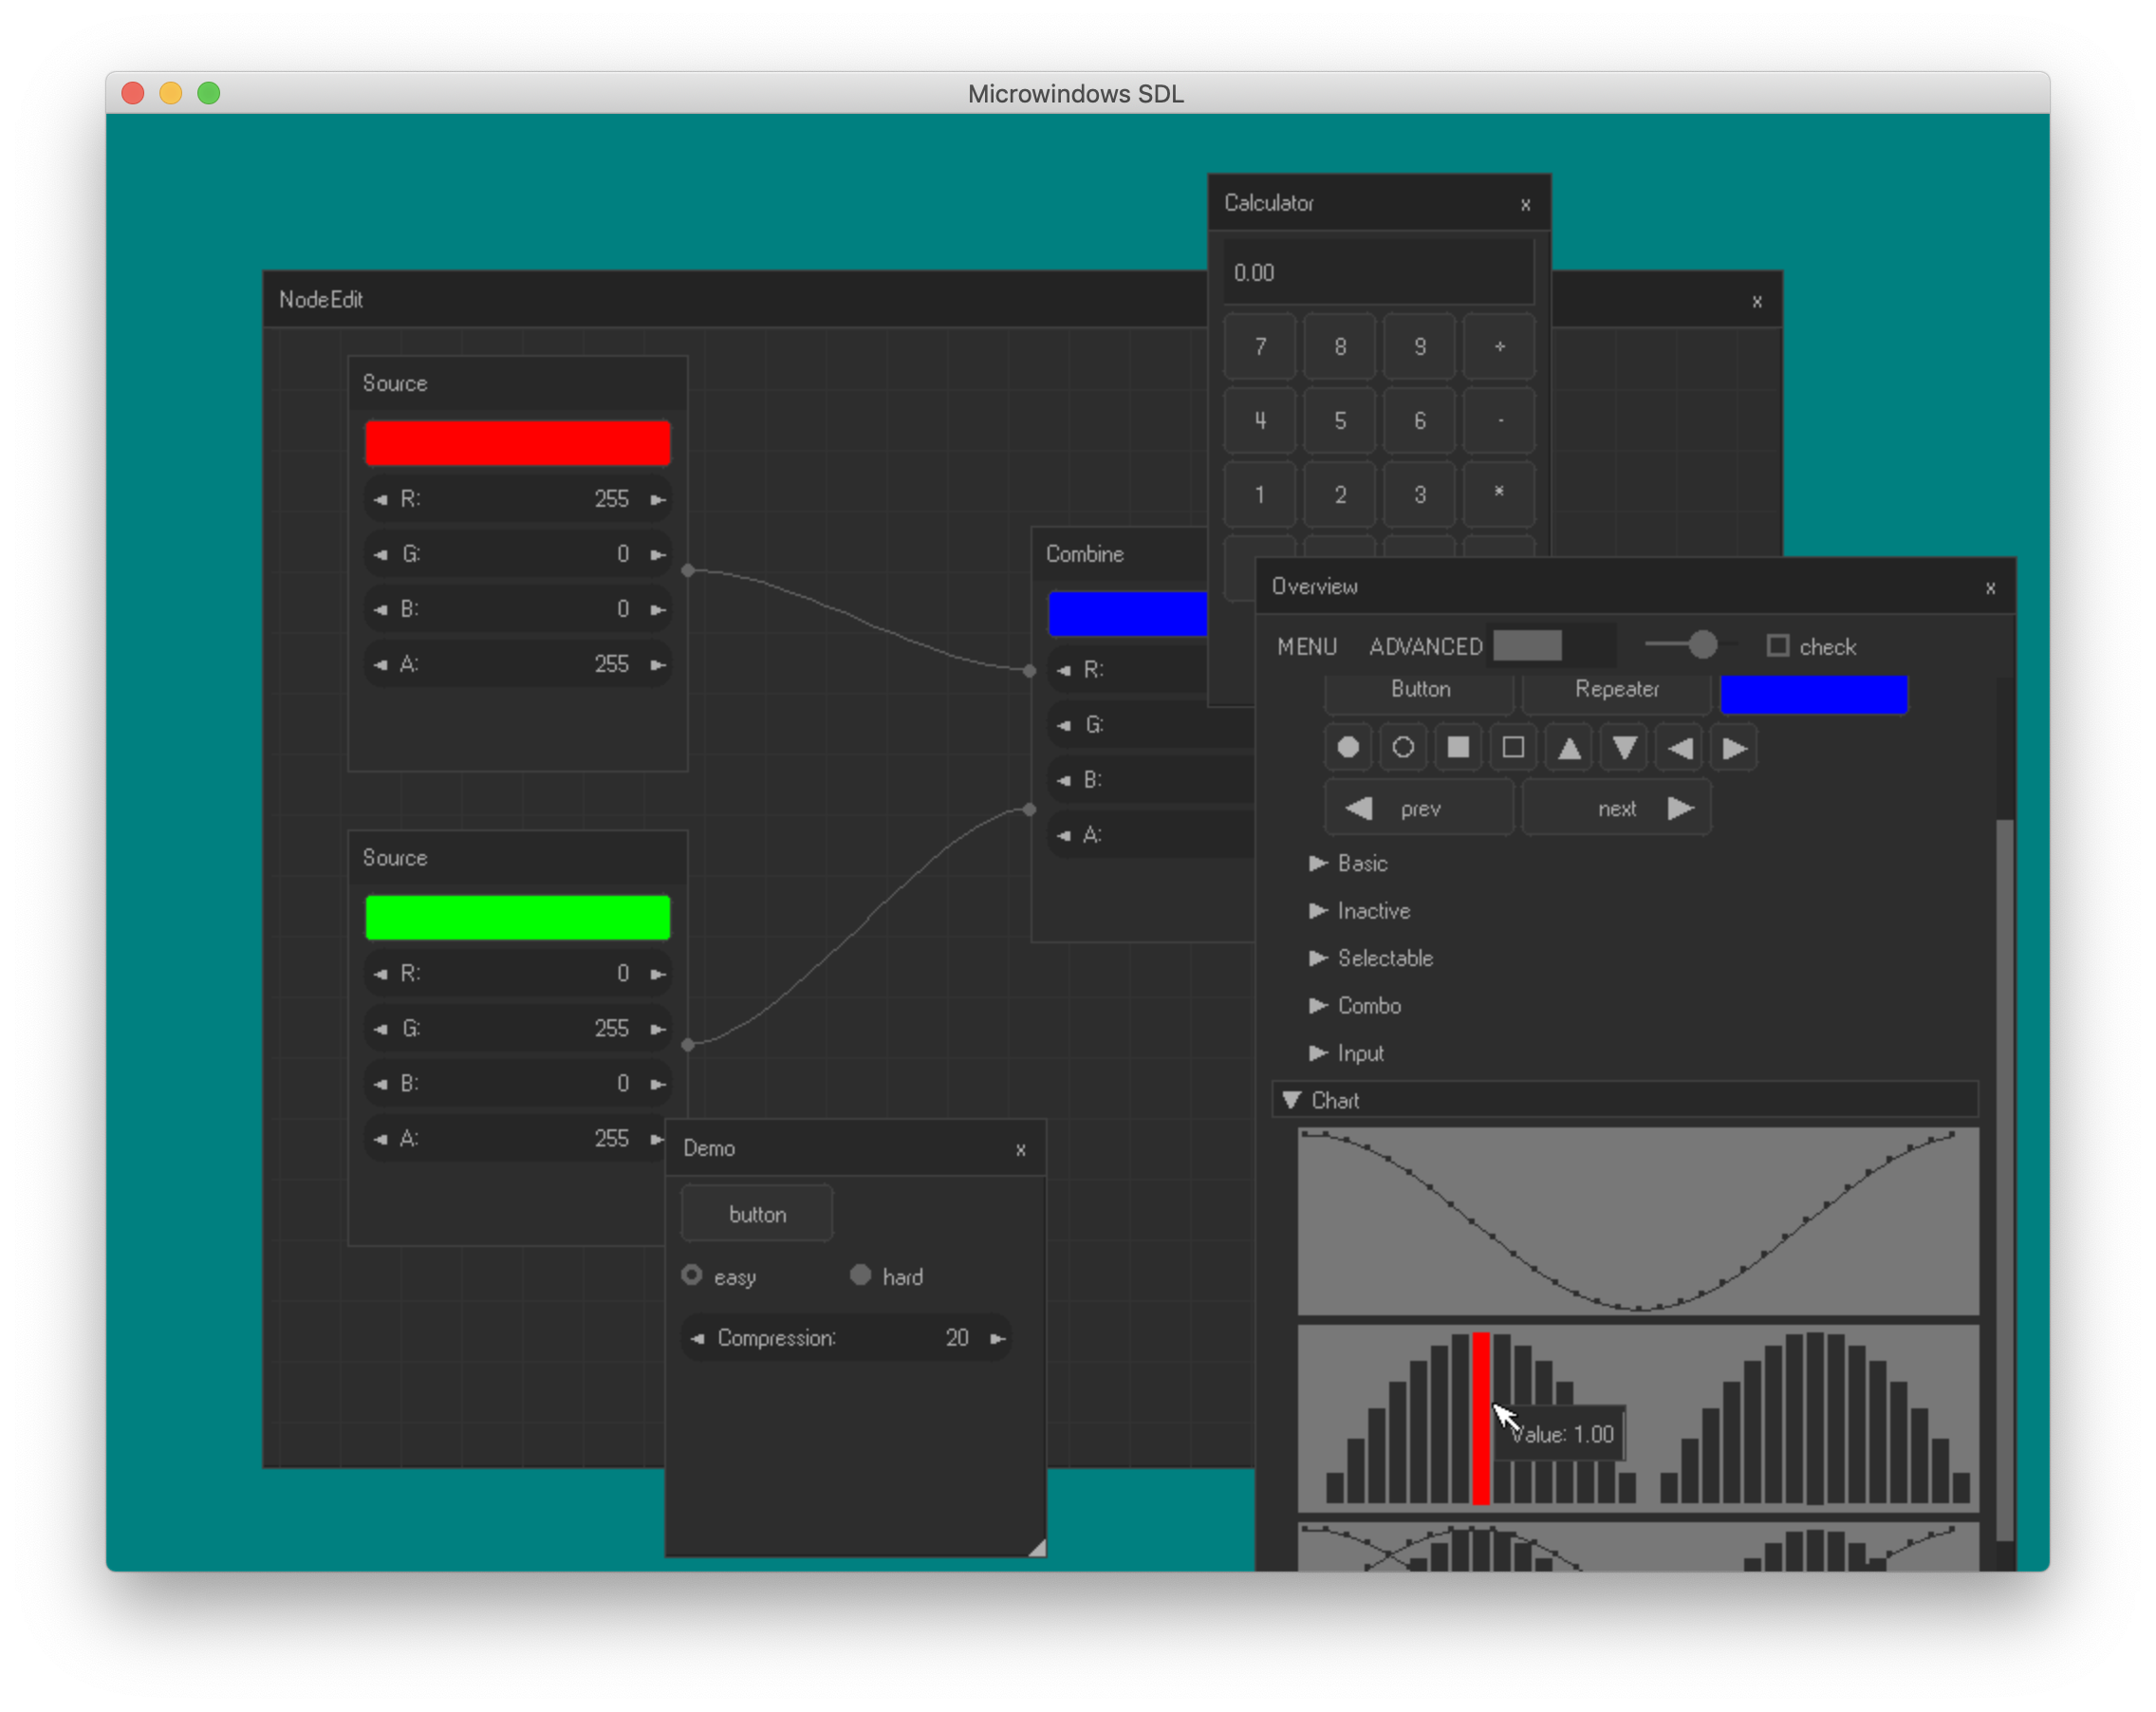 Microwindows SDL
Calculator x
0.00
7 8 9 +
4 5 6 -
1 2 3 *
NodeEdit x
Source
R: 255
G: 0
B: 0
A: 255
Source
R: 0
G: 255
B: 0
A: 255
Combine
R:
G:
B:
A:
Demo x
button
easy hard
Compression: 20
Overview x
MENU ADVANCED check
Button Repeater
prev next
Basic
Inactive
Selectable
Combo
Input
Chart
Value: 1.00